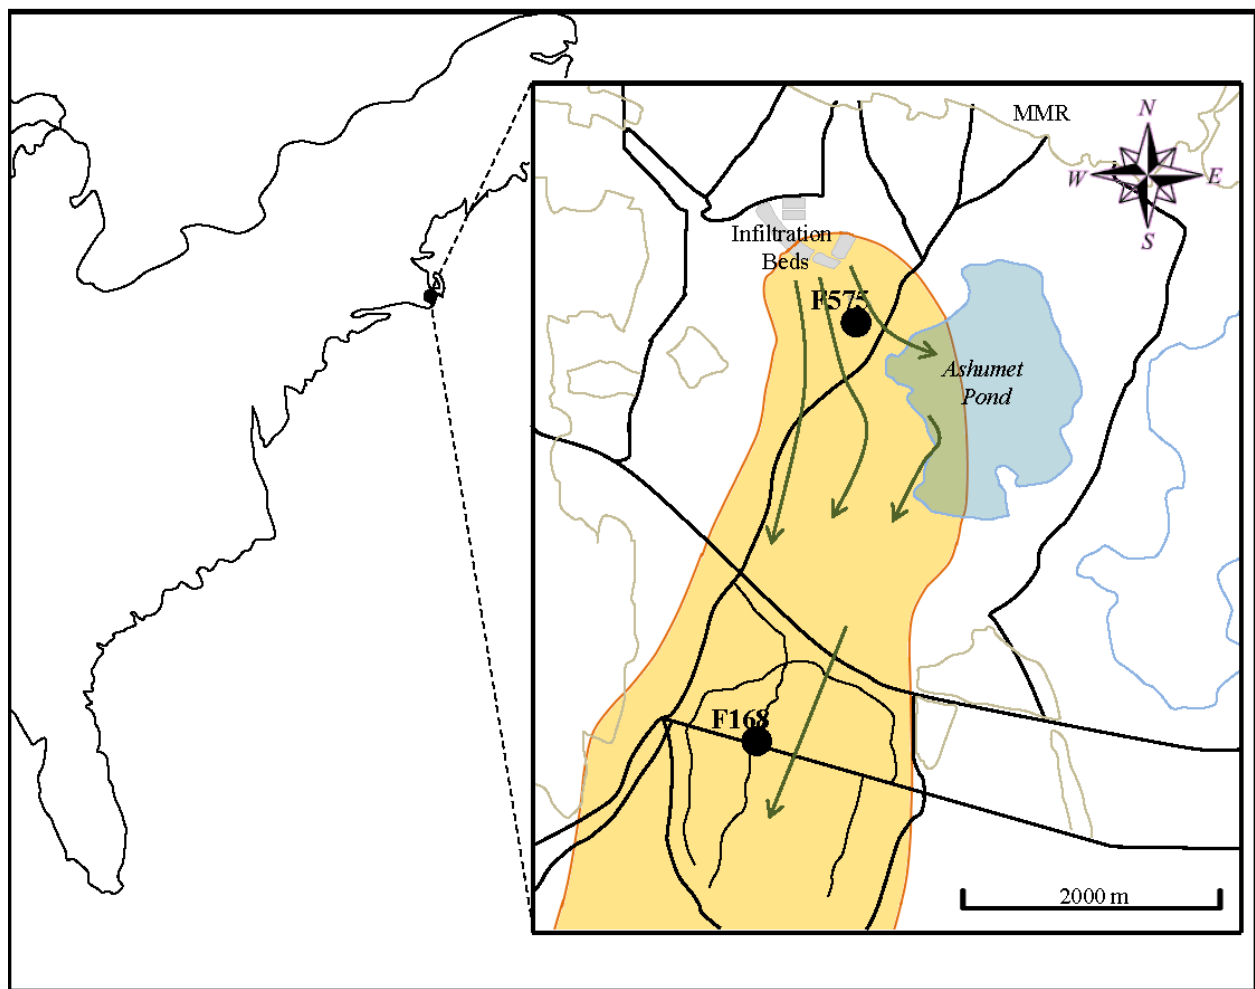 MMR
N
W
E
S
Infiltration
Beds
F575
Ashumet
Pond
F168
2000 m